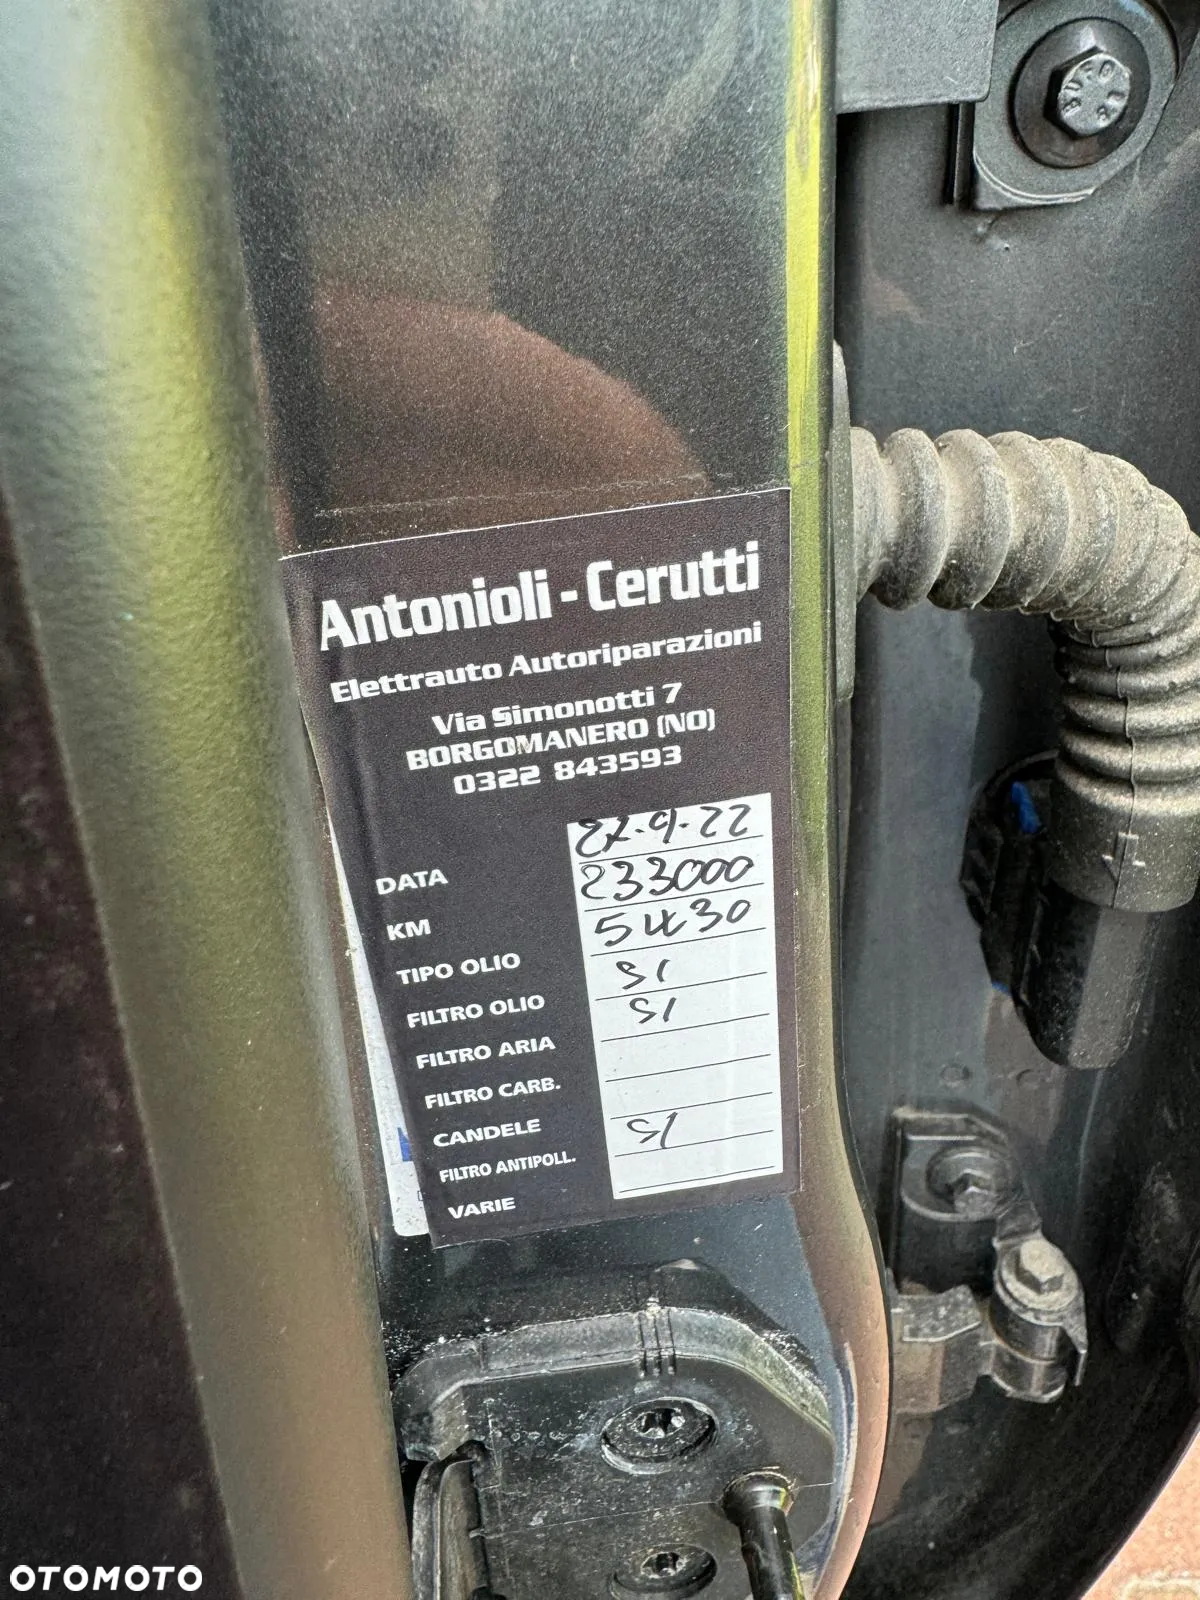 Antonioli - Cerutti
Elettrauto Autoriparazioni
Via Simonotti 7
BORGOMANERO (NO)
0322 843593
DATA
KM 233000
TIPO OLIO 5W30
FILTRO OLIO SI
FILTRO ARIA SI
FILTRO CARB.
CANDELE
FILTRO ANTIPOLL. SI
VARIE
OTOMOTO